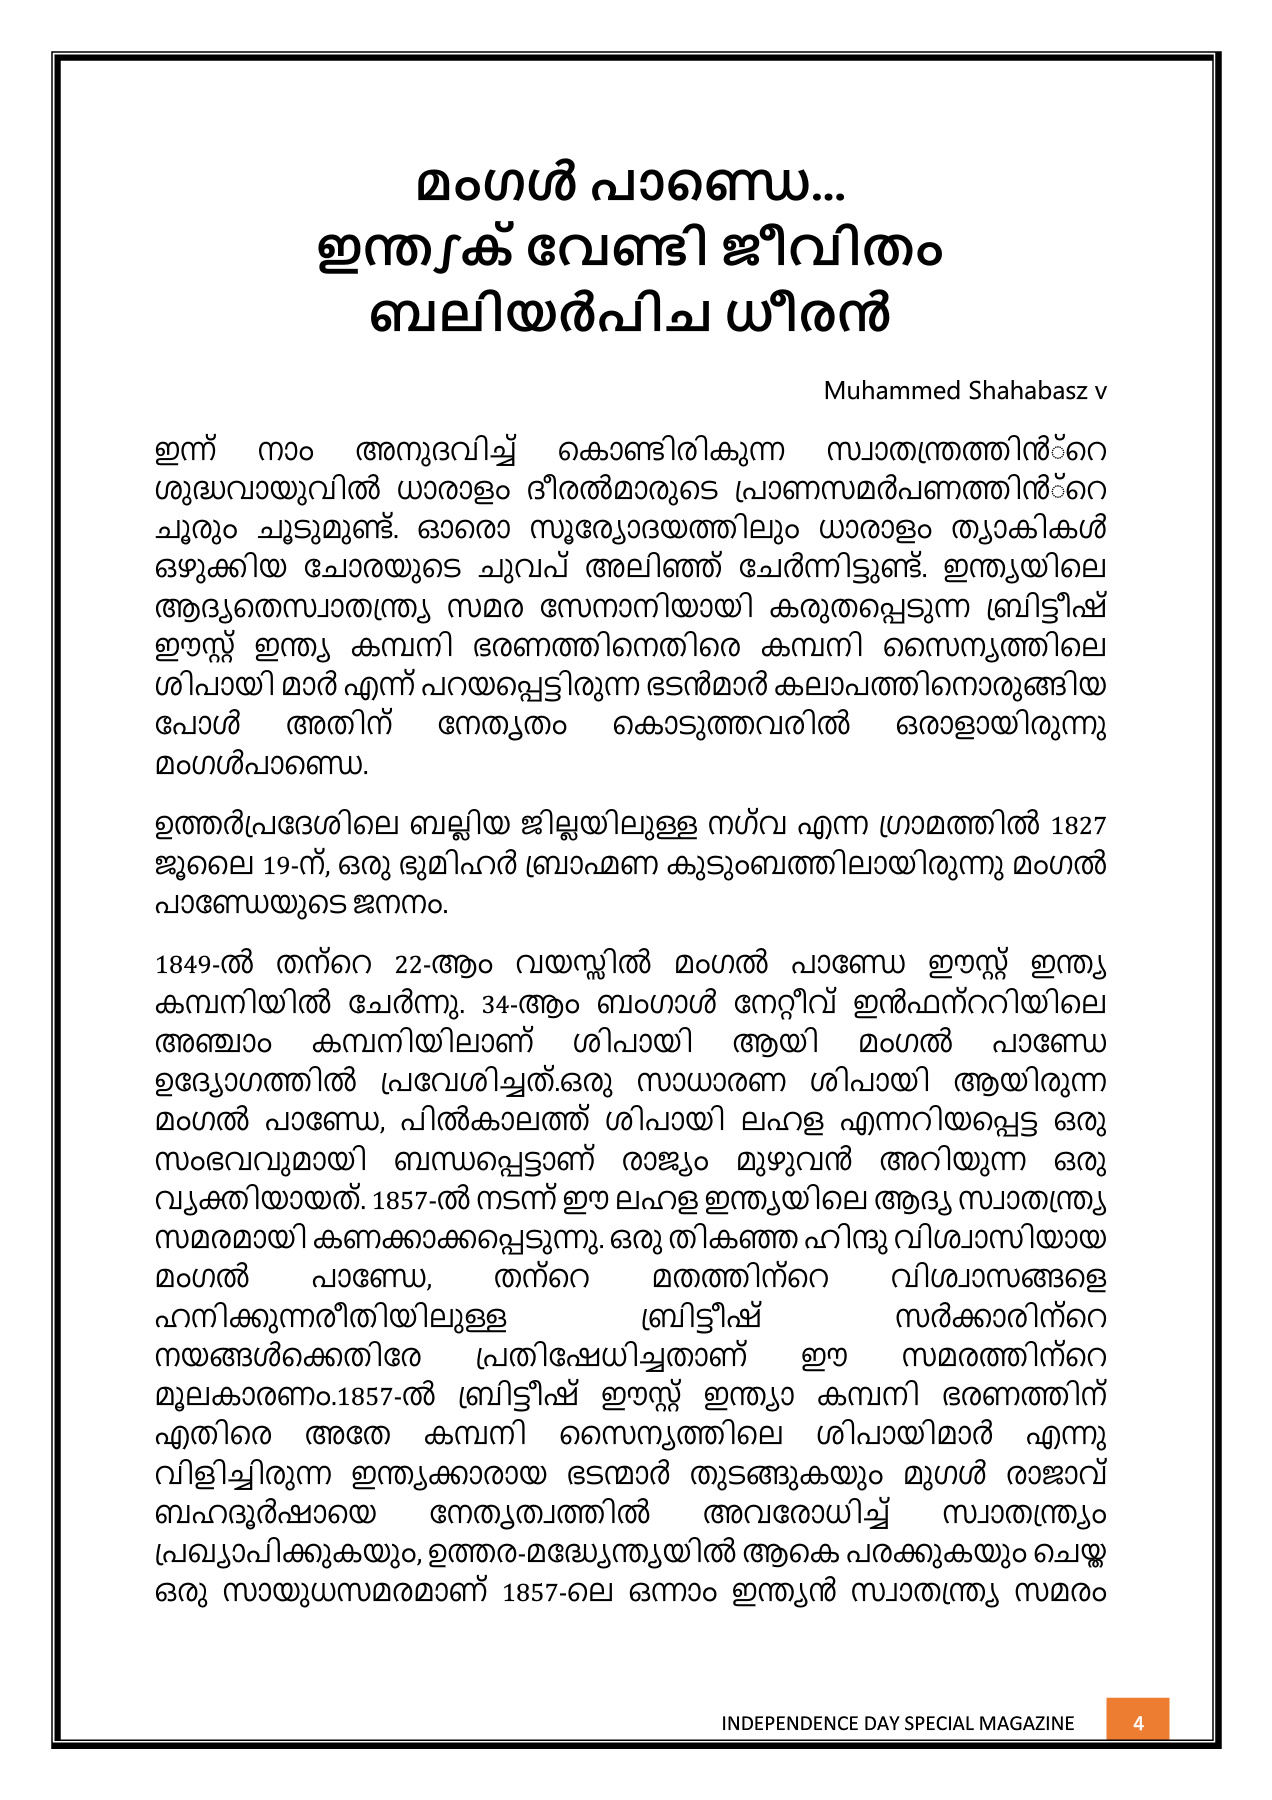 മംഗൾ പാണ്ഡെ...
ഇന്ത്യക് വേണ്ടി ജീവിതം
ബലിയർപിച ധീരൻ
Muhammed Shahabasz v
ഇന്ന് നാം അനുദവിച്ച് കൊണ്ടിരികുന്ന സ്വാതന്ത്രത്തിൻ്റെ
ശുദ്ധവായുവിൽ ധാരാളം ദീരൽമാരുടെ പ്രാണസമർപണത്തിൻ്റെ
ചൂരും ചൂടുമുണ്ട്. ഓരൊ സൂര്യോദയത്തിലും ധാരാളം ത്യാകികൾ
ഒഴുക്കിയ ചോരയുടെ ചുവപ് അലിഞ്ഞ് ചേർന്നിട്ടുണ്ട്. ഇന്ത്യയിലെ
ആദ്യതെസ്വാതന്ത്ര്യ സമര സേനാനിയായി കരുതപ്പെടുന്ന ബ്രിട്ടീഷ്
ഈസ്റ്റ് ഇന്ത്യ കമ്പനി ഭരണത്തിനെതിരെ കമ്പനി സൈന്യത്തിലെ
ശിപായി മാർ എന്ന് പറയപ്പെട്ടിരുന്ന ഭടൻമാർ കലാപത്തിനൊരുങ്ങിയ
പോൾ അതിന് നേതൃതം കൊടുത്തവരിൽ ഒരാളായിരുന്നു
മംഗൾപാണ്ഡെ.
ഉത്തർപ്രദേശിലെ ബല്ലിയ ജില്ലയിലുള്ള നഗ്‌വ എന്ന ഗ്രാമത്തിൽ 1827
ജൂലൈ 19-ന്, ഒരു ഭുമിഹർ ബ്രാഹ്മണ കുടുംബത്തിലായിരുന്നു മംഗൽ
പാണ്ഡേയുടെ ജനനം.
1849-ൽ തന്റെ 22-ആം വയസ്സിൽ മംഗൽ പാണ്ഡേ ഈസ്റ്റ് ഇന്ത്യ
കമ്പനിയിൽ ചേർന്നു. 34-ആം ബംഗാൾ നേറ്റീവ് ഇൻഫന്ററിയിലെ
അഞ്ചാം കമ്പനിയിലാണ് ശിപായി ആയി മംഗൽ പാണ്ഡേ
ഉദ്യോഗത്തിൽ പ്രവേശിച്ചത്.ഒരു സാധാരണ ശിപായി ആയിരുന്ന
മംഗൽ പാണ്ഡേ, പിൽകാലത്ത് ശിപായി ലഹള എന്നറിയപ്പെട്ട ഒരു
സംഭവവുമായി ബന്ധപ്പെട്ടാണ് രാജ്യം മുഴുവൻ അറിയുന്ന ഒരു
വ്യക്തിയായത്. 1857-ൽ നടന്ന് ഈ ലഹള ഇന്ത്യയിലെ ആദ്യ സ്വാതന്ത്ര്യ
സമരമായി കണക്കാക്കപ്പെടുന്നു. ഒരു തികഞ്ഞ ഹിന്ദു വിശ്വാസിയായ
മംഗൽ പാണ്ഡേ, തന്റെ മതത്തിന്റെ വിശ്വാസങ്ങളെ
ഹനിക്കുന്നരീതിയിലുള്ള ബ്രിട്ടീഷ് സർക്കാരിന്റെ
നയങ്ങൾക്കെതിരേ പ്രതിഷേധിച്ചതാണ് ഈ സമരത്തിന്റെ
മൂലകാരണം.1857-ൽ ബ്രിട്ടീഷ് ഈസ്റ്റ് ഇന്ത്യാ കമ്പനി ഭരണത്തിന്
എതിരെ അതേ കമ്പനി സൈന്യത്തിലെ ശിപായിമാർ എന്നു
വിളിച്ചിരുന്ന ഇന്ത്യക്കാരായ ഭടന്മാർ തുടങ്ങുകയും മുഗൾ രാജാവ്
ബഹദൂർഷായെ നേതൃത്വത്തിൽ അവരോധിച്ച് സ്വാതന്ത്ര്യം
പ്രഖ്യാപിക്കുകയും, ഉത്തര-മദ്ധ്യേന്ത്യയിൽ ആകെ പരക്കുകയും ചെയ്ത
ഒരു സായുധസമരമാണ് 1857-ലെ ഒന്നാം ഇന്ത്യൻ സ്വാതന്ത്ര്യ സമരം
INDEPENDENCE DAY SPECIAL MAGAZINE 4